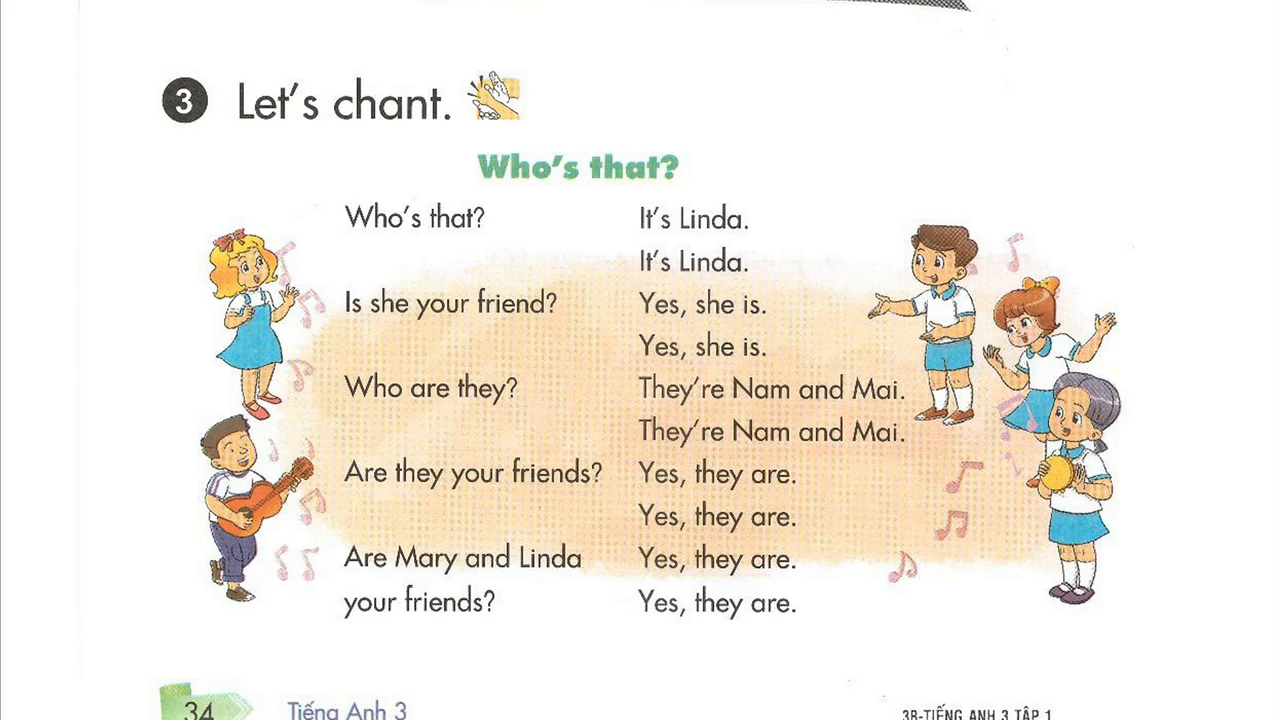 3 Let's chant.
Who's that?
Who's that? It's Linda.
It's Linda.
Is she your friend? Yes, she is.
Yes, she is.
Who are they? They're Nam and Mai.
They're Nam and Mai.
Are they your friends? Yes, they are.
Yes, they are.
Are Mary and Linda Yes, they are.
your friends? Yes, they are.
34 Tiếng Anh 3
3B-TIẾNG ANH 3 TẬP 1